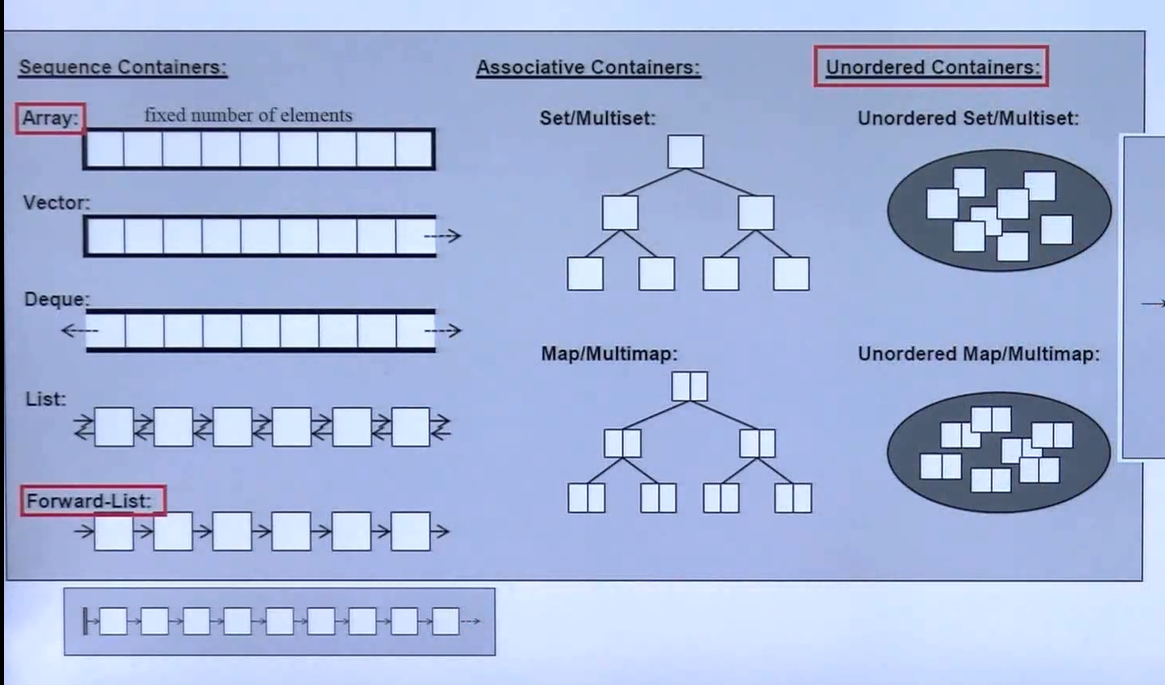 Sequence Containers:
Array:
fixed number of elements
Vector:
Deque:
List:
Forward-List:
Associative Containers:
Set/Multiset:
Map/Multimap:
Unordered Containers:
Unordered Set/Multiset:
Unordered Map/Multimap: